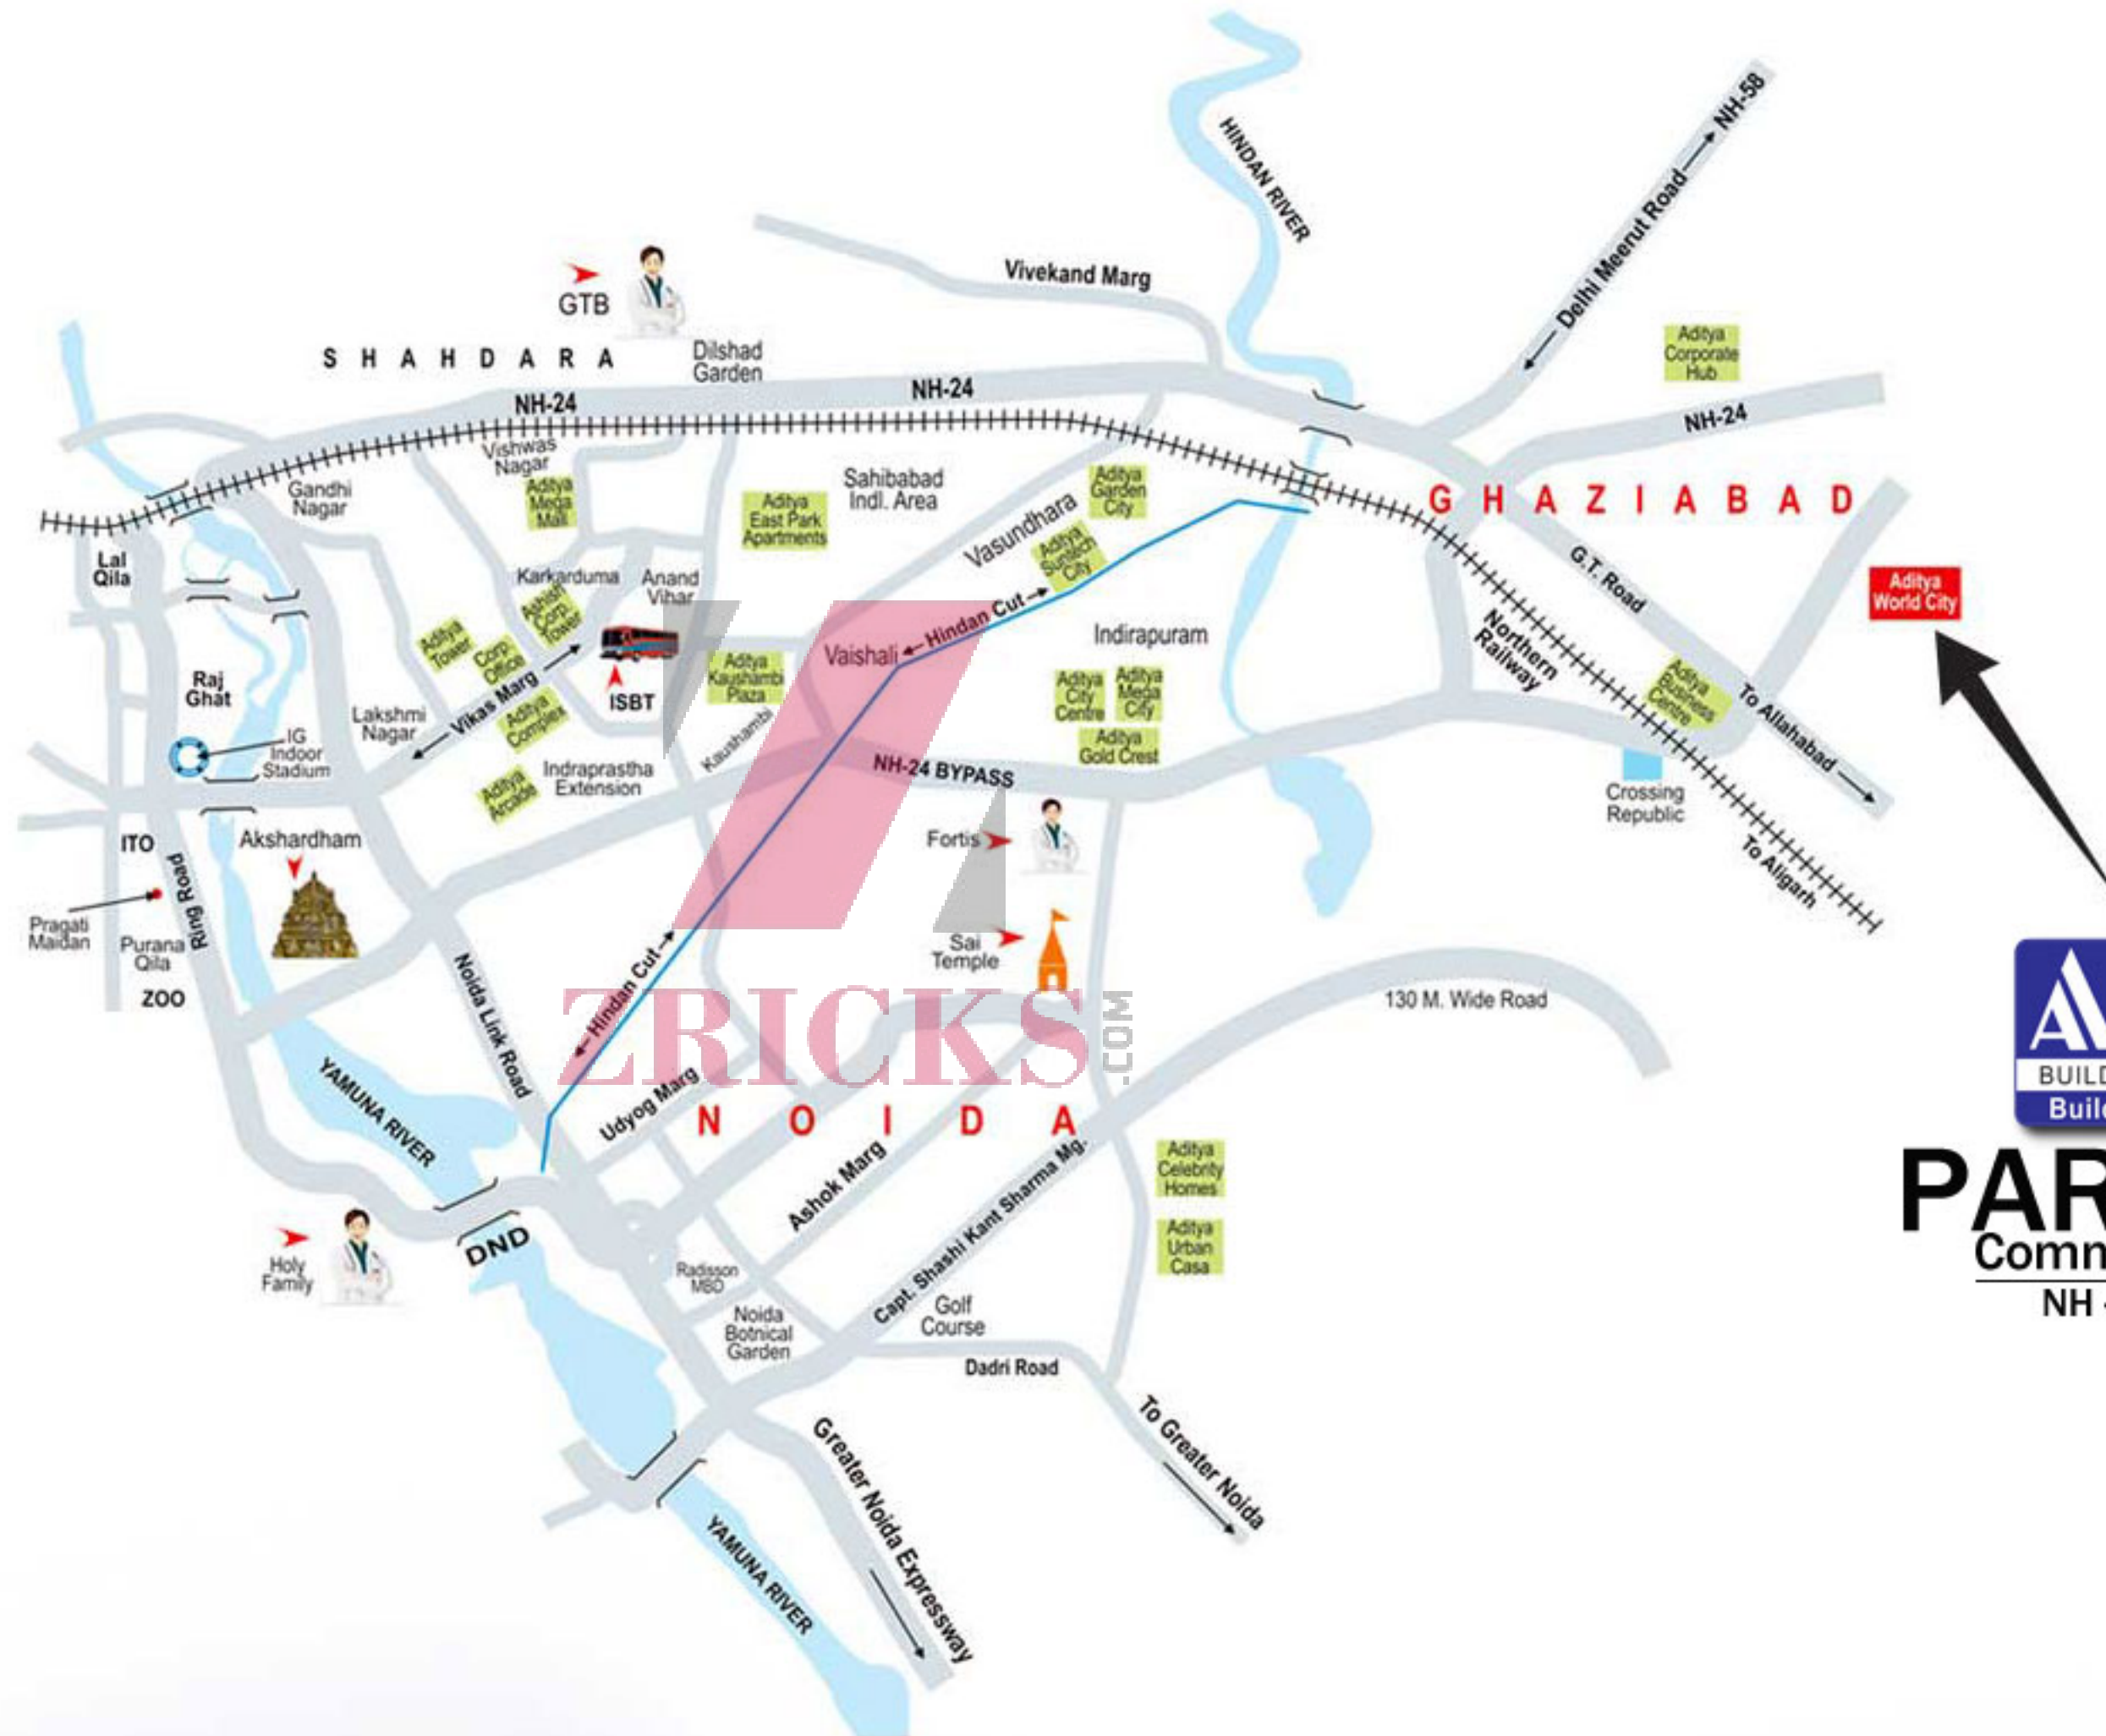 HINDAN RIVER
NH-58
Delhi Meerut Road
Vivekand Marg
GTB
SHAHDARA
Dilshad
Garden
NH-24
NH-24
Aditya
Corporate
Hub
NH-24
Vishwas
Nagar
Gandhi
Nagar
Aditya
Mega
Mall
Aditya
East Park
Apartments
Sahibabad
Indl. Area
Vasundhara
Aditya
Garden
City
Aditya
Suntech
City
GHAZIABAD
G.T. Road
Lal
Qila
Karkarduma
Anand
Vihar
Aditya
World City
Aditya
Tower
Corp.
Office
Ashish
Corp.
Tower
Vaishali
Hindan Cut
Indirapuram
Northern
Railway
Raj
Ghat
Lakshmi
Nagar
Vikas Marg
ISBT
Aditya
Complex
Aditya
Kaushambi
Plaza
Kaushambi
Aditya
City
Centre
Aditya
Mega
City
Aditya
Gold Crest
Aditya
Business
Centre
To Allahabad
IG
Indoor
Stadium
Aditya
Arcade
Indraprastha
Extension
NH-24 BYPASS
Crossing
Republic
ITO
Akshardham
Fortis
To Aligarh
Ring Road
Pragati
Maidan
Purana
Qila
ZOO
Sai
Temple
Noida Link Road
Hindan Cut
130 M. Wide Road
ZRICKS
.COM
YAMUNA RIVER
Udyog Marg
NOIDA
Ashok Marg
Capt. Shashi Kant Sharma Mg.
Aditya
Celebrity
Homes
Aditya
Urban
Casa
DND
Holy
Family
Radisson
MBD
Noida
Botnical
Garden
Golf
Course
Dadri Road
To Greater Noida
Greater Noida Expressway
YAMUNA RIVER
BUILD
Buil
PAR
Comm
NH